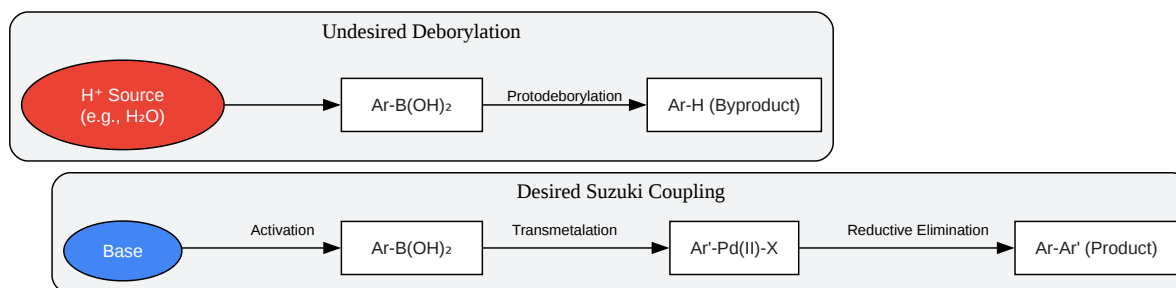 Undesired Deborylation
H⁺ Source
(e.g., H₂O)
Ar-B(OH)₂
Protodeborylation
Ar-H (Byproduct)
Desired Suzuki Coupling
Base
Activation
Ar-B(OH)₂
Transmetalation
Ar'-Pd(II)-X
Reductive Elimination
Ar-Ar' (Product)